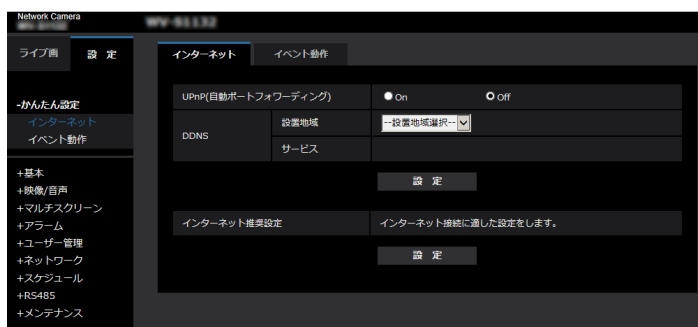 Network Camera
WV-S1132
ライブ画
設 定
インターネット
イベント動作
-かんたん設定
インターネット
イベント動作
+基本
+映像/音声
+マルチスクリーン
+アラーム
+ユーザー管理
+ネットワーク
+スケジュール
+RS485
+メンテナンス
UPnP(自動ポートフォワーディング)
On
Off
DDNS
設置地域
--設置地域選択--
サービス
設 定
インターネット推奨設定
インターネット接続に適した設定をします。
設 定